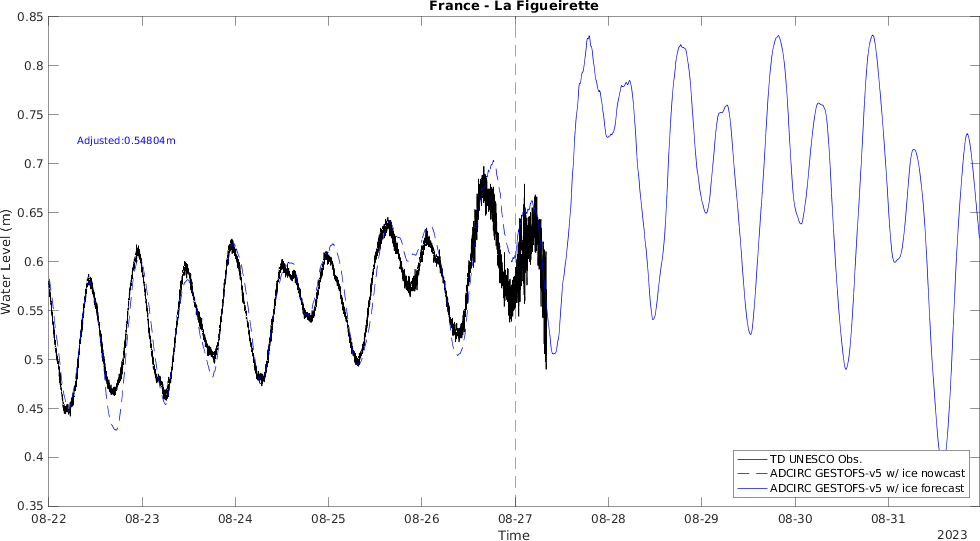 France - La Figueirette
0.85
0.8
0.75
0.7
0.65
0.6
0.55
0.5
0.45
0.4
0.35
Water Level (m)
Adjusted:0.54804m
TD UNESCO Obs.
ADCIRC GESTOFS-v5 w/ ice nowcast
ADCIRC GESTOFS-v5 w/ ice forecast
08-22 08-23 08-24 08-25 08-26 08-27 08-28 08-29 08-30 08-31
Time
2023